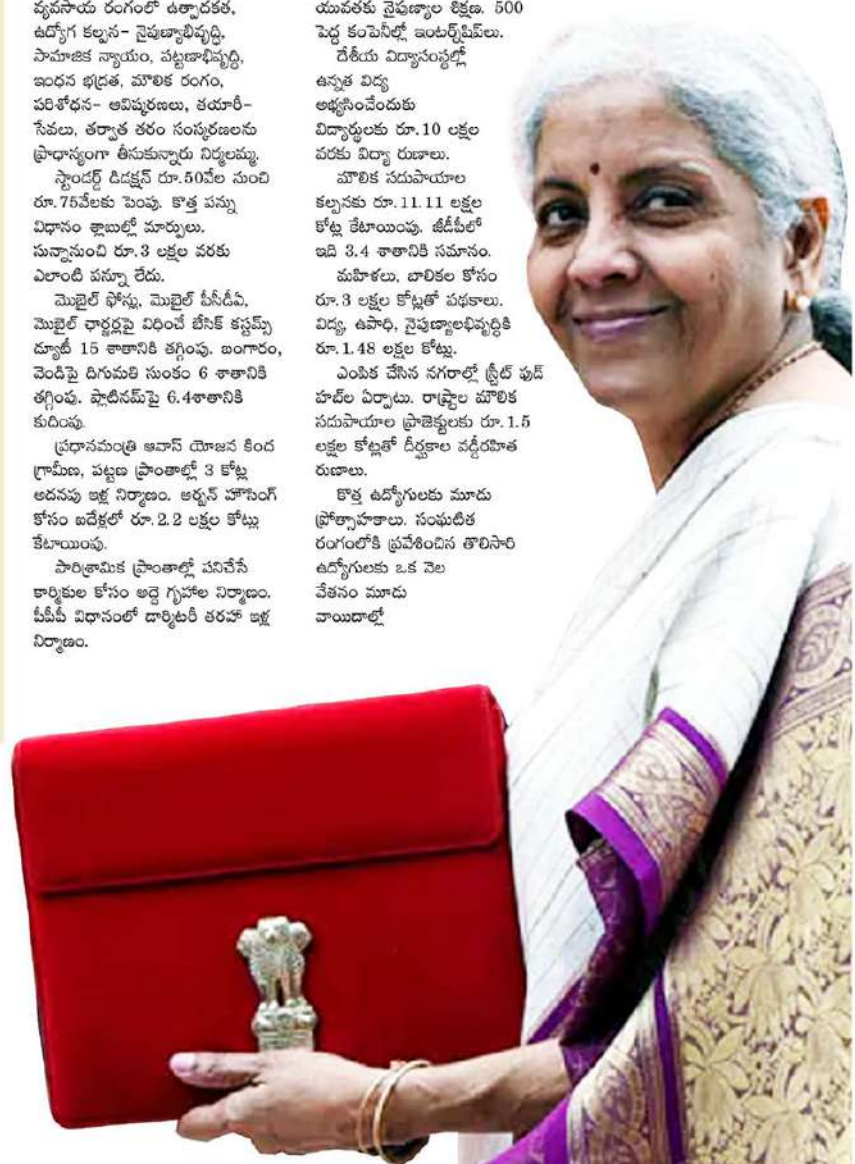 వ్యవసాయ రంగంలో ఉత్పాదకత,
ఉద్యోగ కల్పన- నైపుణ్యాభివృద్ధి,
సామాజిక న్యాయం, పట్టణాభివృద్ధి,
ఇంధన భద్రత, మౌలిక రంగం,
పరిశోధన- ఆవిష్కరణలు, తయారీ-
సేవలు, తర్వాత తరం సంస్కరణలను
ప్రాధాన్యంగా తీసుకున్నారు నిర్మలమ్మ.
స్టాండర్డ్ డిడక్షన్ రూ.50వేల నుంచి
రూ.75వేలకు పెంపు. కొత్త పన్ను
విధానం శ్లాబుల్లో మార్పులు.
సున్నానుంచి రూ.3 లక్షల వరకు
ఎలాంటి పన్నూ లేదు.
మొబైల్ ఫోన్లు, మొబైల్ పీసీడీఏ,
మొబైల్ ఛార్జర్లపై విధించే బేసిక్ కస్టమ్స్
డ్యూటీ 15 శాతానికి తగ్గింపు. బంగారం,
వెండిపై దిగుమతి సుంకం 6 శాతానికి
తగ్గింపు. ప్లాటినమ్‌పై 6.4శాతానికి
కుదింపు.
ప్రధానమంత్రి ఆవాస్ యోజన కింద
గ్రామీణ, పట్టణ ప్రాంతాల్లో 3 కోట్ల
అదనపు ఇళ్ల నిర్మాణం. అర్బన్ హౌసింగ్
కోసం ఐదేళ్లలో రూ.2.2 లక్షల కోట్లు
కేటాయింపు.
పారిశ్రామిక ప్రాంతాల్లో పనిచేసే
కార్మికుల కోసం అద్దె గృహాల నిర్మాణం.
పీపీపీ విధానంలో డార్మిటరీ తరహా ఇళ్ల
నిర్మాణం.
యువతకు నైపుణ్యాల శిక్షణ. 500
పెద్ద కంపెనీల్లో ఇంటర్న్‌షిప్‌లు.
దేశీయ విద్యాసంస్థల్లో
ఉన్నత విద్య
అభ్యసించేందుకు
విద్యార్థులకు రూ.10 లక్షల
వరకు విద్యా రుణాలు.
మౌలిక సదుపాయాల
కల్పనకు రూ.11.11 లక్షల
కోట్ల కేటాయింపు. జీడీపీలో
ఇది 3.4 శాతానికి సమానం.
మహిళలు, బాలికల కోసం
రూ.3 లక్షల కోట్లతో పథకాలు.
విద్య, ఉపాధి, నైపుణ్యాలభివృద్ధికి
రూ.1.48 లక్షల కోట్లు.
ఎంపిక చేసిన నగరాల్లో స్ట్రీట్ ఫుడ్
హబ్‌ల ఏర్పాటు. రాష్ట్రాల మౌలిక
సదుపాయాల ప్రాజెక్టులకు రూ.1.5
లక్షల కోట్లతో దీర్ఘకాల వడ్డీరహిత
రుణాలు.
కొత్త ఉద్యోగులకు మూడు
ప్రోత్సాహకాలు. సంఘటిత
రంగంలోకి ప్రవేశించిన తొలిసారి
ఉద్యోగులకు ఒక నెల
వేతనం మూడు
వాయిదాల్లో